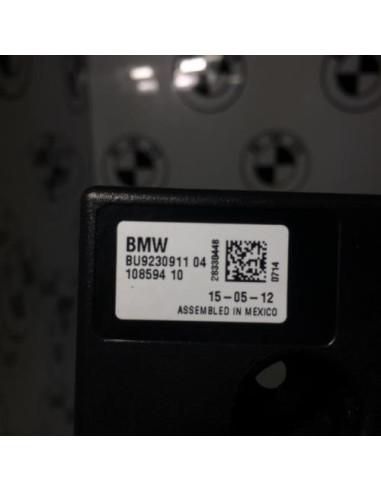 BMW
BU9230911 04
108594 10
28330448
0714
15-05-12
ASSEMBLED IN MEXICO